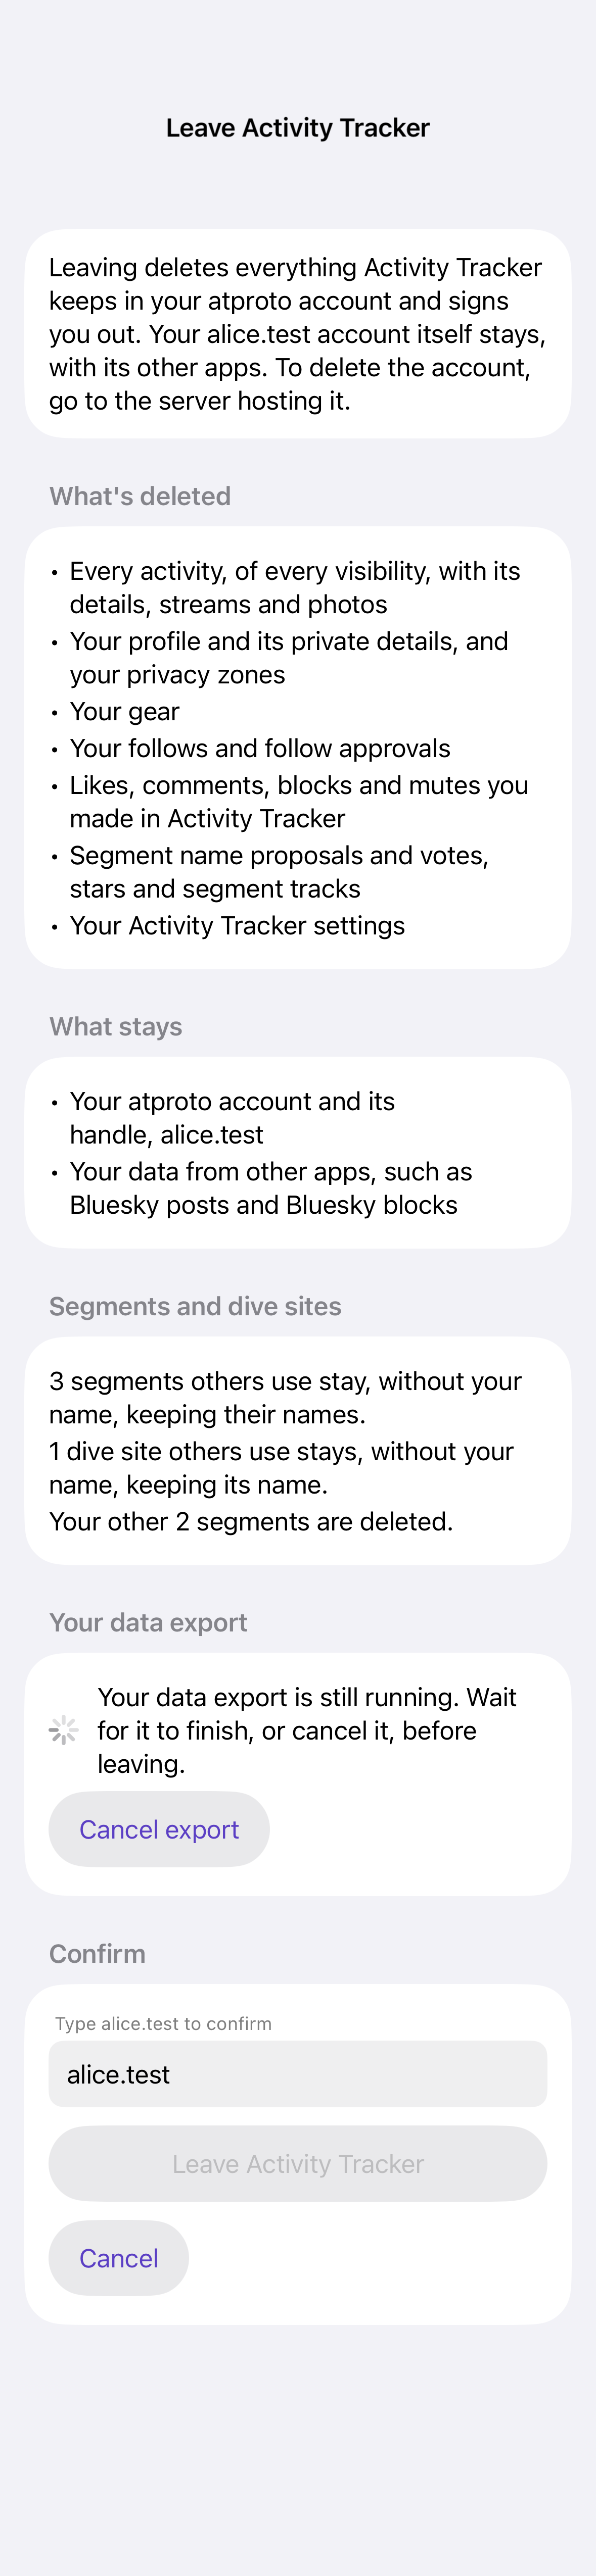 Leave Activity Tracker
Leaving deletes everything Activity Tracker
keeps in your atproto account and signs
you out. Your alice.test account itself stays,
with its other apps. To delete the account,
go to the server hosting it.
What's deleted
• Every activity, of every visibility, with its
details, streams and photos
• Your profile and its private details, and
your privacy zones
• Your gear
• Your follows and follow approvals
• Likes, comments, blocks and mutes you
made in Activity Tracker
• Segment name proposals and votes,
stars and segment tracks
• Your Activity Tracker settings
What stays
• Your atproto account and its
handle, alice.test
• Your data from other apps, such as
Bluesky posts and Bluesky blocks
Segments and dive sites
3 segments others use stay, without your
name, keeping their names.
1 dive site others use stays, without your
name, keeping its name.
Your other 2 segments are deleted.
Your data export
Your data export is still running. Wait
for it to finish, or cancel it, before
leaving.
Cancel export
Confirm
Type alice.test to confirm
alice.test
Leave Activity Tracker
Cancel